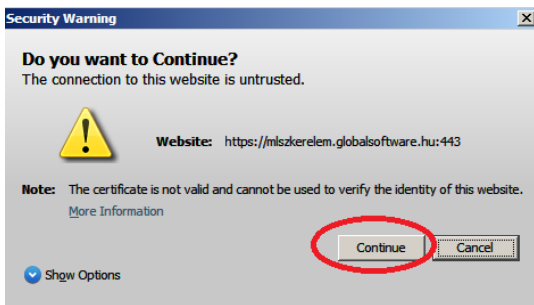 Security Warning
Do you want to Continue?
The connection to this website is untrusted.
Website: https://mlszkerelem.globalsoftware.hu:443
Note: The certificate is not valid and cannot be used to verify the identity of this website.
More Information
Continue Cancel
Show Options